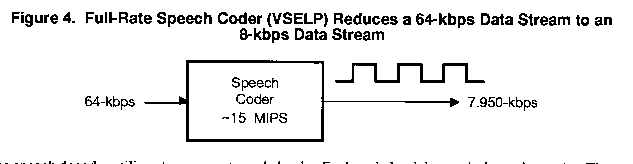 Figure 4. Full-Rate Speech Coder (VSELP) Reduces a 64-kbps Data Stream to an
8-kbps Data Stream
Speech
64-kbps Coder 7.950-kbps
~15 MIPS